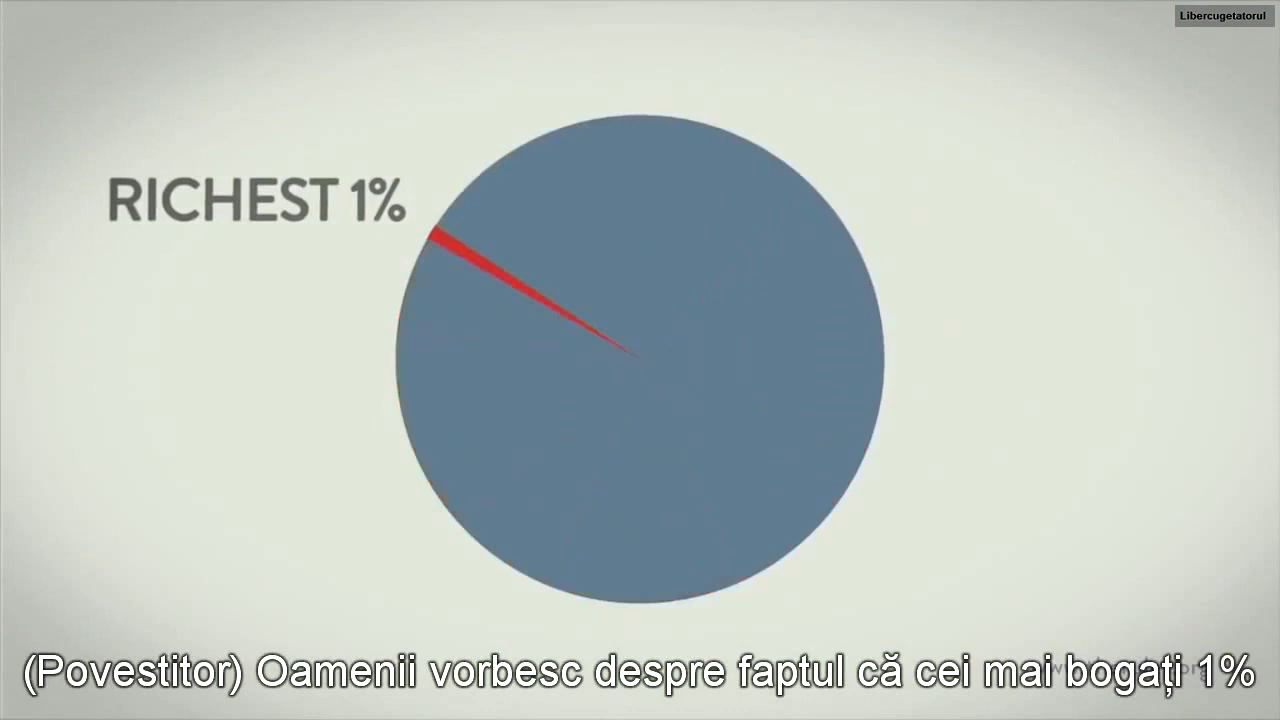 Libercugetatorul
RICHEST 1%
(Povestitor) Oamenii vorbesc despre faptul că cei mai bogați 1%